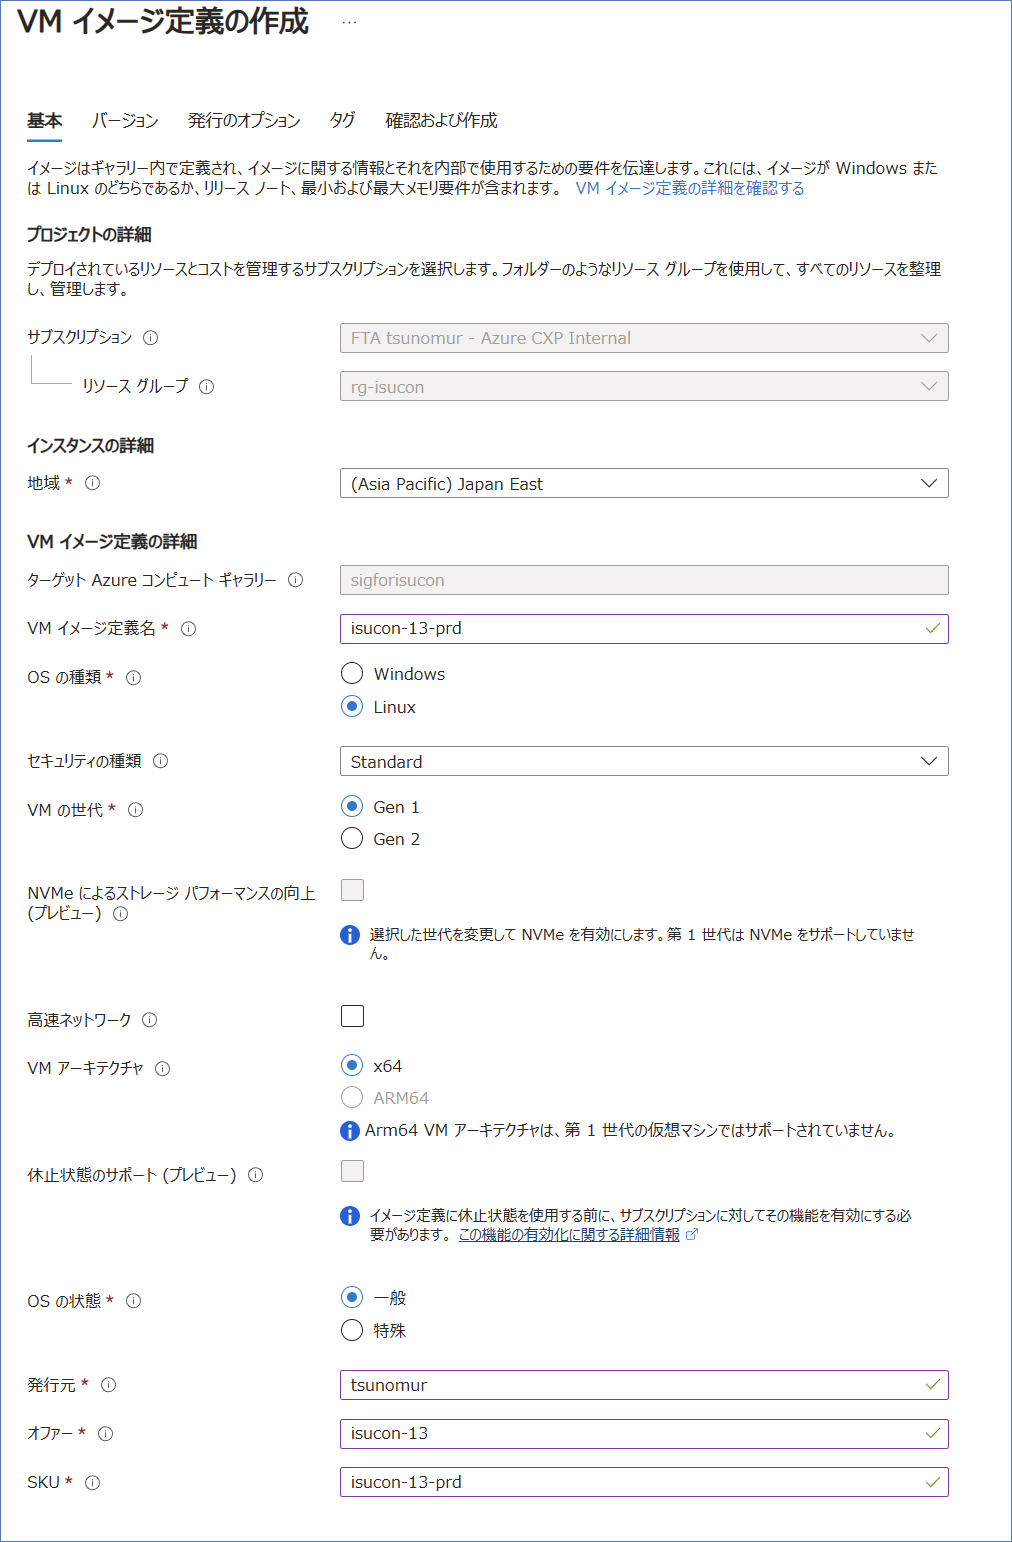 VM イメージ定義の作成 ...
基本 バージョン 発行のオプション タグ 確認および作成
イメージはギャラリー内で定義され、イメージに関する情報とそれを内部で使用するための要件を伝達します。これには、イメージが Windows また
は Linux のどちらであるか、リリース ノート、最小および最大メモリ要件が含まれます。 VM イメージ定義の詳細を確認する
プロジェクトの詳細
デプロイされているリソースとコストを管理するサブスクリプションを選択します。フォルダーのようなリソース グループを使用して、すべてのリソースを整理
し、管理します。
サブスクリプション FTA tsunomur - Azure CXP Internal
リソース グループ rg-isucon
インスタンスの詳細
地域 * (Asia Pacific) Japan East
VM イメージ定義の詳細
ターゲット Azure コンピュート ギャラリー sigforisucon
VM イメージ定義名 * isucon-13-prd
OS の種類 * Windows
Linux
セキュリティの種類 Standard
VM の世代 * Gen 1
Gen 2
NVMe によるストレージ パフォーマンスの向上
(プレビュー)
選択した世代を変更して NVMe を有効にします。第 1 世代は NVMe をサポートしていませ
ん。
高速ネットワーク
VM アーキテクチャ x64
ARM64
Arm64 VM アーキテクチャは、第 1 世代の仮想マシンではサポートされていません。
休止状態のサポート (プレビュー)
イメージ定義に休止状態を使用する前に、サブスクリプションに対してその機能を有効にする必
要があります。 この機能の有効化に関する詳細情報
OS の状態 * 一般
特殊
発行元 * tsunomur
オファー * isucon-13
SKU * isucon-13-prd